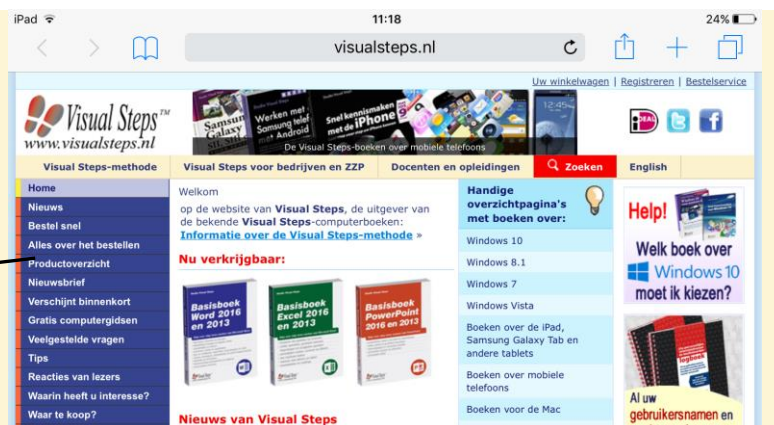 iPad 11:18 24%
visualsteps.nl
Uw winkelwagen | Registreren | Bestelservice
Visual Steps™
www.visualsteps.nl
Samsung Galaxy
Werken met Samsung telefoon met Android
Snel kennismaken met de iPhone
12:45
De Visual Steps-boeken over mobiele telefoons
iDEAL
Visual Steps-methode Visual Steps voor bedrijven en ZZP Docenten en opleidingen Zoeken English
Home
Nieuws
Bestel snel
Alles over het bestellen
Productoverzicht
Nieuwsbrief
Verschijnt binnenkort
Gratis computergidsen
Veelgestelde vragen
Tips
Reacties van lezers
Waarin heeft u interesse?
Waar te koop?
Welkom
op de website van Visual Steps, de uitgever van
de bekende Visual Steps-computerboeken:
Informatie over de Visual Steps-methode »
Nu verkrijgbaar:
Basisboek
Word 2016
en 2013
Basisboek
Excel 2016
en 2013
Basisboek
PowerPoint
2016 en 2013
Nieuws van Visual Steps
Handige
overzichtpagina's
met boeken over:
Windows 10
Windows 8.1
Windows 7
Windows Vista
Boeken over de iPad,
Samsung Galaxy Tab en
andere tablets
Boeken over mobiele
telefoons
Boeken voor de Mac
Help!
Welk boek over
Windows 10
moet ik kiezen?
logboek
Al uw
gebruikersnamen en